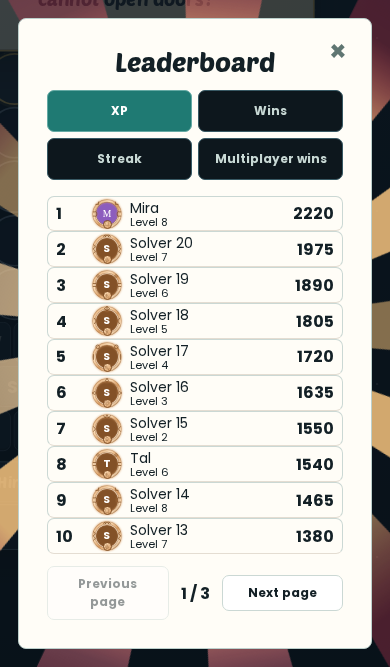 cannot open doors?
Leaderboard
✖
XP
Wins
Streak
Multiplayer wins
1 M Mira 2220
Level 8
2 S Solver 20 1975
Level 7
3 S Solver 19 1890
Level 6
4 S Solver 18 1805
Level 5
5 S Solver 17 1720
Level 4
6 S Solver 16 1635
Level 3
7 S Solver 15 1550
Level 2
8 T Tal 1540
Level 6
9 S Solver 14 1465
Level 8
10 S Solver 13 1380
Level 7
Previous
page
1 / 3
Next page